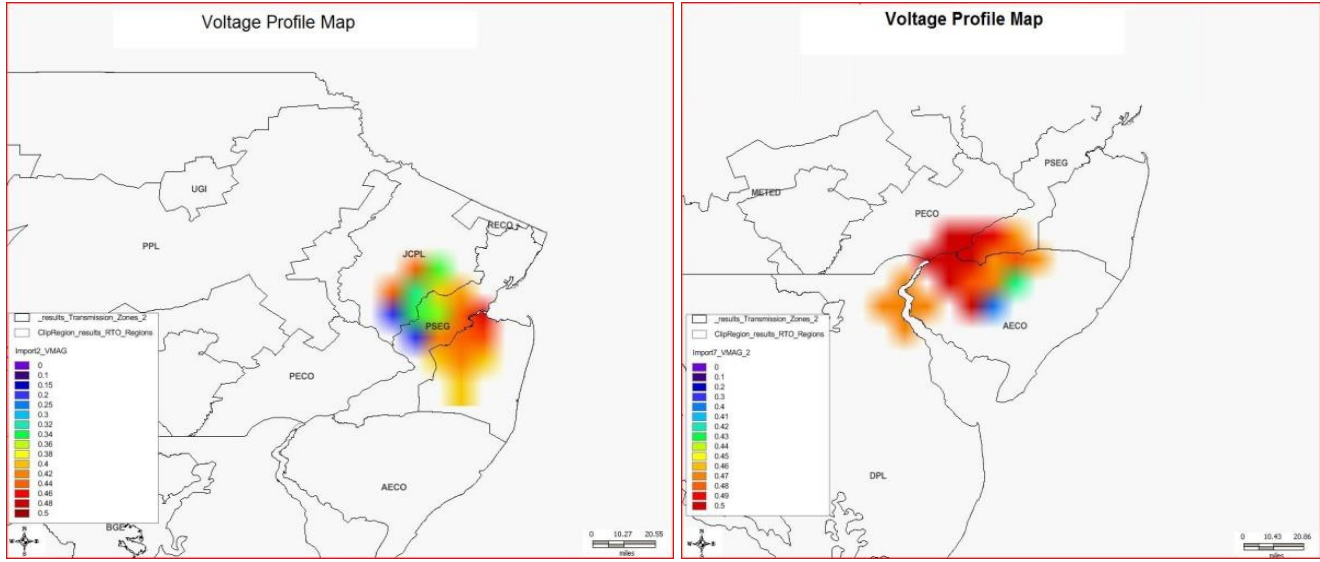 Voltage Profile Map
UGI
RECO
PPL
JCPL
PSEG
PECO
AECO
BGE
_results_Transmission_Zones_2
ClipRegion_results_RTO_Regions
Import2_VMAG
0
0.1
0.15
0.2
0.25
0.3
0.32
0.34
0.36
0.38
0.4
0.42
0.44
0.46
0.48
0.5
N
W E
S
0 10.27 20.55
miles
Voltage Profile Map
PSEG
METED
PECO
AECO
DPL
_results_Transmission_Zones_2
ClipRegion_results_RTO_Regions
Import7_VMAG_2
0
0.1
0.2
0.3
0.4
0.41
0.42
0.43
0.44
0.45
0.46
0.47
0.48
0.49
0.5
N
W E
S
0 10.43 20.86
miles